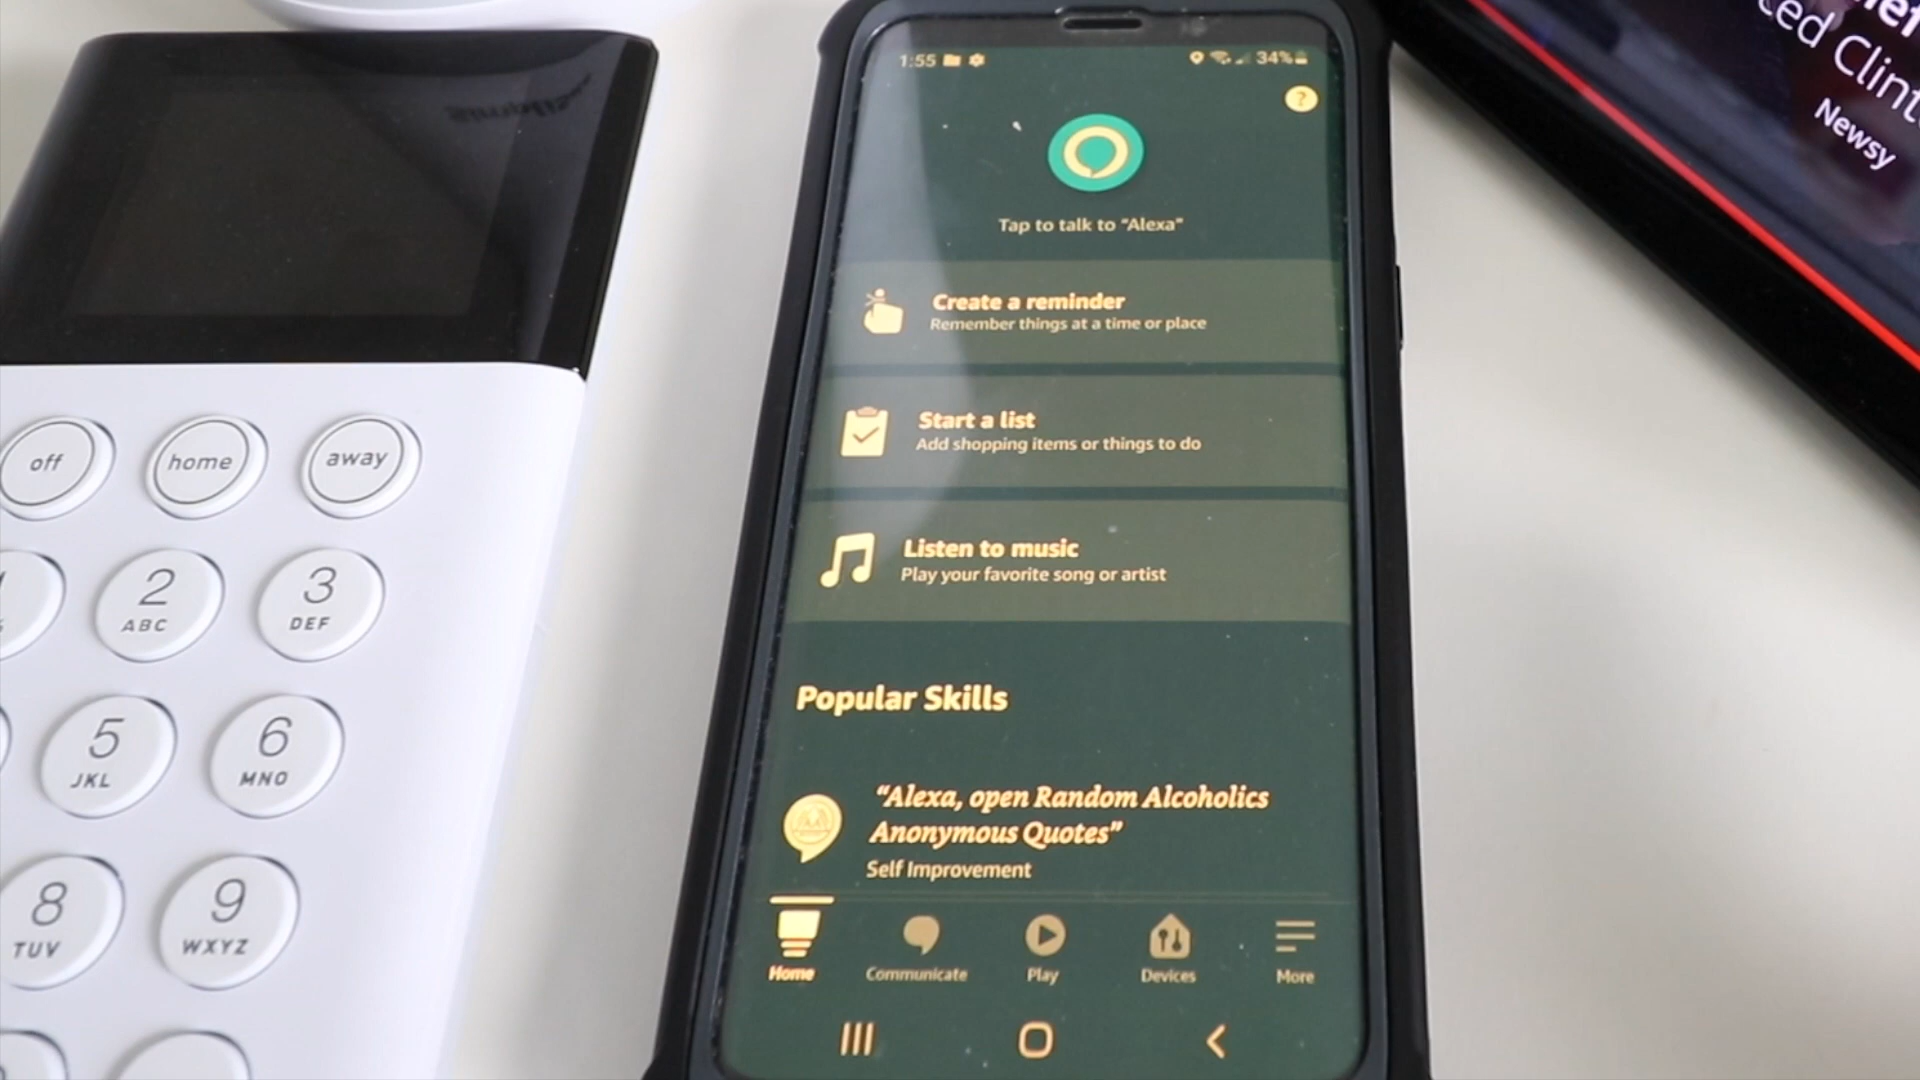 off
home
away
2
ABC
3
DEF
5
JKL
6
MNO
8
TUV
9
WXYZ
1:55
34%
?
Tap to talk to “Alexa”
Create a reminder
Remember things at a time or place
Start a list
Add shopping items or things to do
Listen to music
Play your favorite song or artist
Popular Skills
“Alexa, open Random Alcoholics
Anonymous Quotes”
Self Improvement
Home
Communicate
Play
Devices
More
Newsy